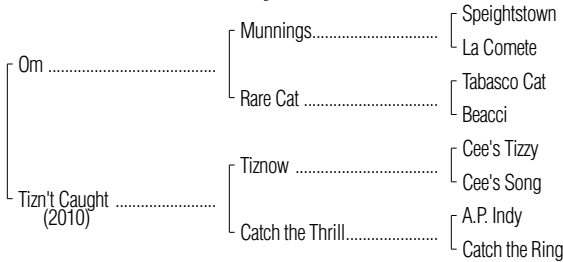 Speightstown
Munnings................................
La Comete
Om ..........................................
Tabasco Cat
Rare Cat ..................................
Beacci
Cee's Tizzy
Tiznow ....................................
Cee's Song
Tizn't Caught .........................
(2010)
A.P. Indy
Catch the Thrill.......................
Catch the Ring